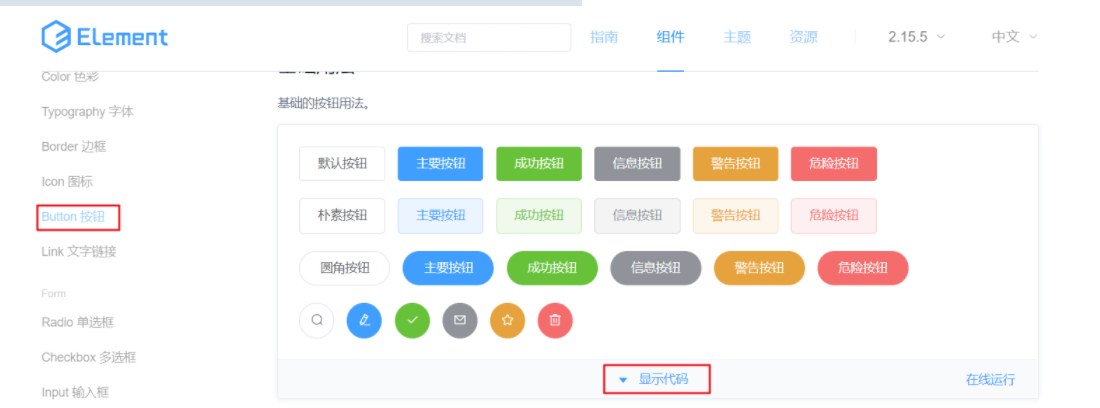 Element
搜索文档
指南 组件 主题 资源 2.15.5 中文
Color 色彩
Typography 字体
Border 边框
Icon 图标
Button 按钮
Link 文字链接
Form
Radio 单选框
Checkbox 多选框
Input 输入框
基础的按钮用法。
默认按钮 主要按钮 成功按钮 信息按钮 警告按钮 危险按钮
朴素按钮 主要按钮 成功按钮 信息按钮 警告按钮 危险按钮
圆角按钮 主要按钮 成功按钮 信息按钮 警告按钮 危险按钮
显示代码 在线运行